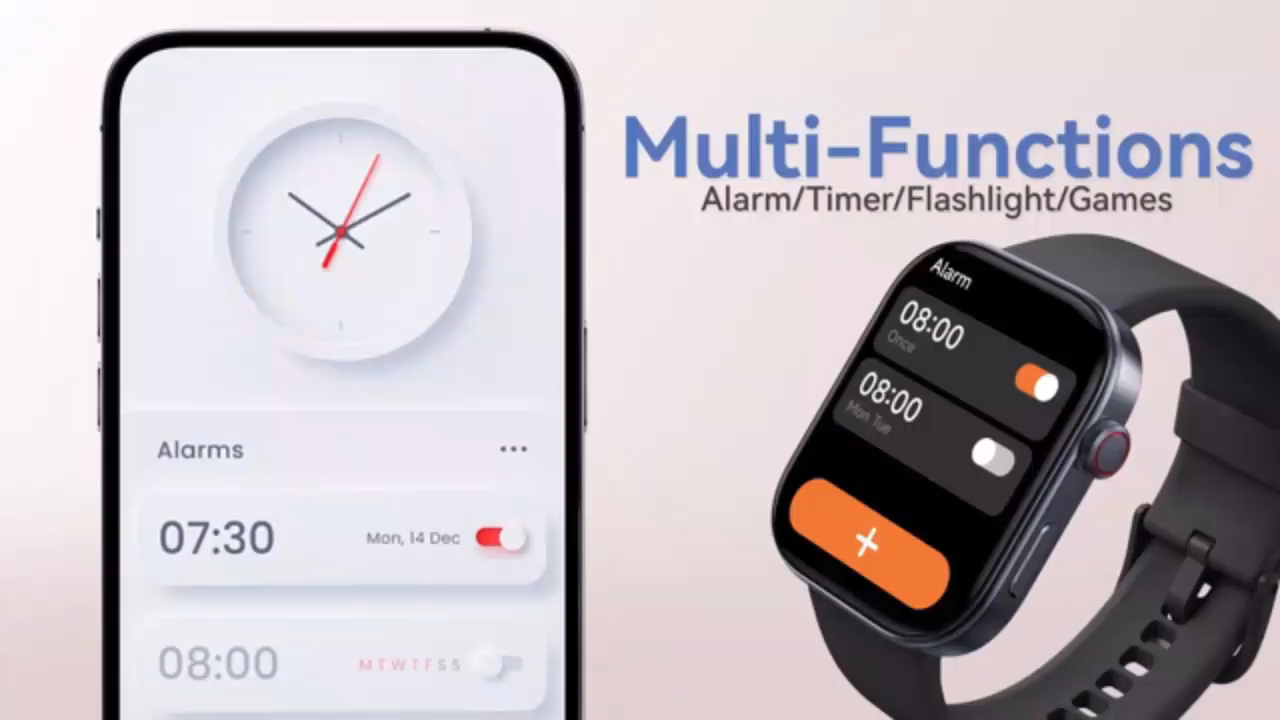 Multi-Functions
Alarm/Timer/Flashlight/Games
Alarms
07:30 Mon, 14 Dec
08:00 M T W T F S S
Alarm
08:00
Once
08:00
Mon Tue